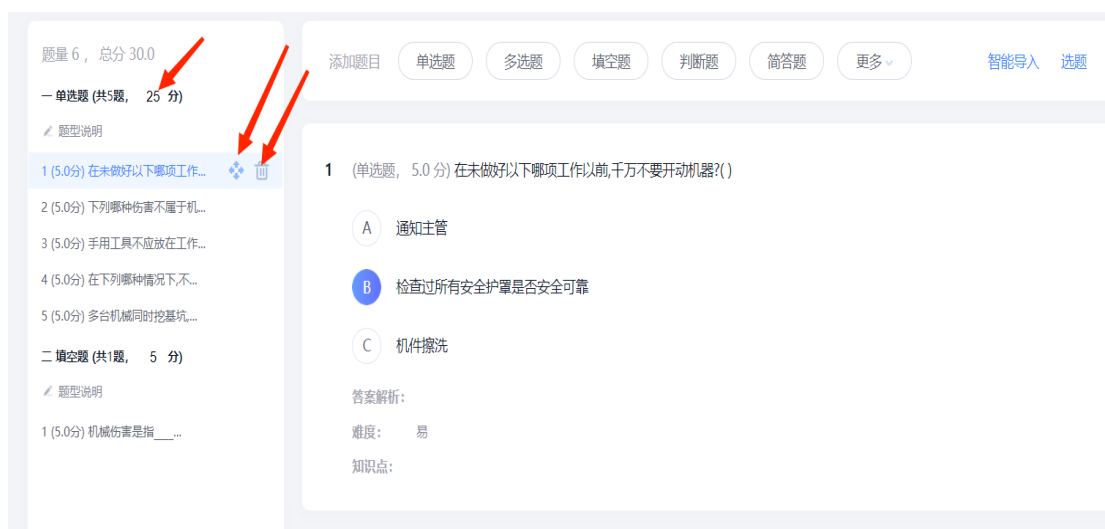 题量 6 ，总分 30.0
一 单选题 (共5题， 25 分)
题型说明
1 (5.0分) 在未做好以下哪项工作...
2 (5.0分) 下列哪种伤害不属于机...
3 (5.0分) 手用工具不应放在工作...
4 (5.0分) 在下列哪种情况下,不...
5 (5.0分) 多台机械同时挖基坑,...
二 填空题 (共1题， 5 分)
题型说明
1 (5.0分) 机械伤害是指___...
添加题目 单选题 多选题 填空题 判断题 简答题 更多 智能导入 选题
1 (单选题， 5.0 分) 在未做好以下哪项工作以前,千万不要开动机器?( )
A 通知主管
B 检查过所有安全护罩是否安全可靠
C 机件擦洗
答案解析：
难度： 易
知识点：